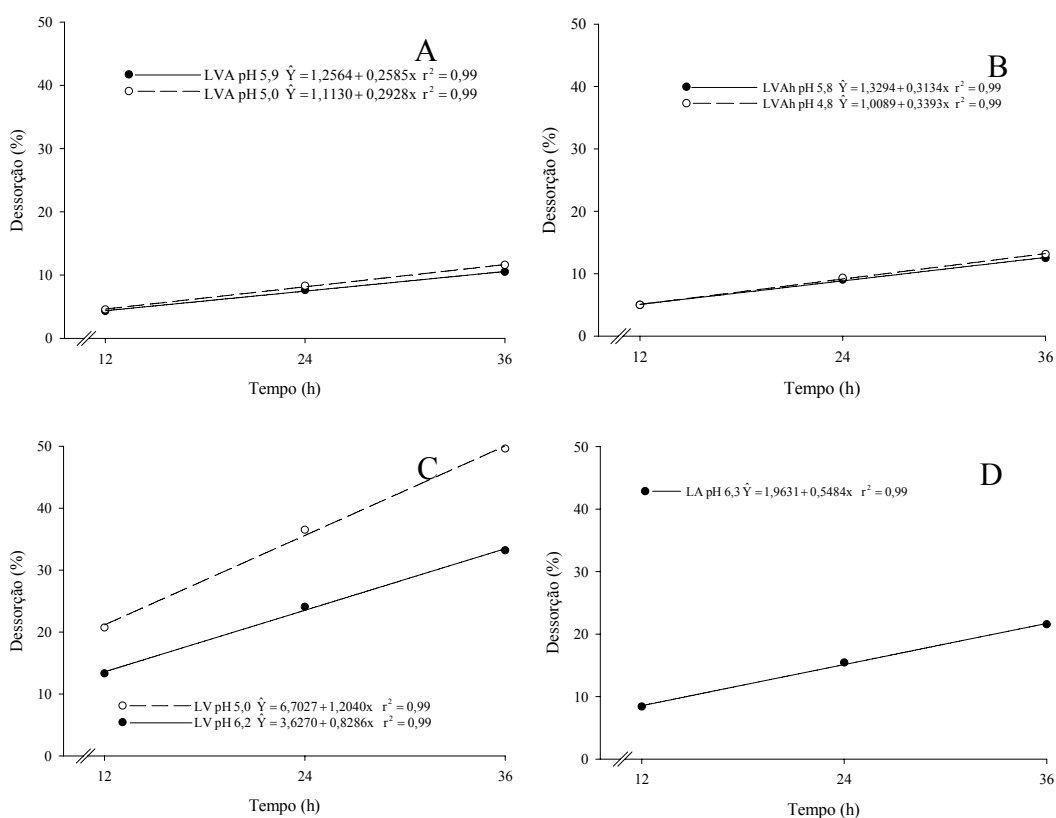 A
LVA pH 5,9 Ŷ = 1,2564 + 0,2585x r² = 0,99
LVA pH 5,0 Ŷ = 1,1130 + 0,2928x r² = 0,99
Dessorção (%)
50
40
30
20
10
0
12
24
36
Tempo (h)
B
LVAh pH 5,8 Ŷ = 1,3294 + 0,3134x r² = 0,99
LVAh pH 4,8 Ŷ = 1,0089 + 0,3393x r² = 0,99
Dessorção (%)
50
40
30
20
10
0
12
24
36
Tempo (h)
C
Dessorção (%)
50
40
30
20
10
0
LV pH 5,0 Ŷ = 6,7027 + 1,2040x r² = 0,99
LV pH 6,2 Ŷ = 3,6270 + 0,8286x r² = 0,99
12
24
36
Tempo (h)
D
LA pH 6,3 Ŷ = 1,9631 + 0,5484x r² = 0,99
Dessorção (%)
50
40
30
20
10
0
12
24
36
Tempo (h)